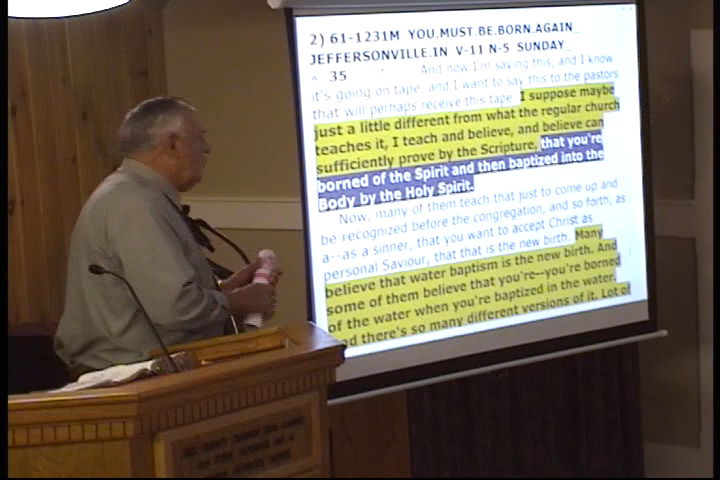 2) 61-1231M YOU.MUST.BE.BORN.AGAIN_
JEFFERSONVILLE.IN V-11 N-5 SUNDAY_
35 And now I'm saying this, and I know
it's going on tape, and I want to say this to the pastors
that will perhaps receive this tape. I suppose maybe
just a little different from what the regular church
teaches it, I teach and believe, and believe can
sufficiently prove by the Scripture, that you're
borned of the Spirit and then baptized into the
Body by the Holy Spirit.
Now, many of them teach that just to come up and
be recognized before the congregation, and so forth, as
a--as a sinner, that you want to accept Christ as
personal Saviour, that that is the new birth. Many
believe that water baptism is the new birth. And
some of them believe that you're--you're borned
of the water when you're baptized in the water.
and there's so many different versions of it. Lot of